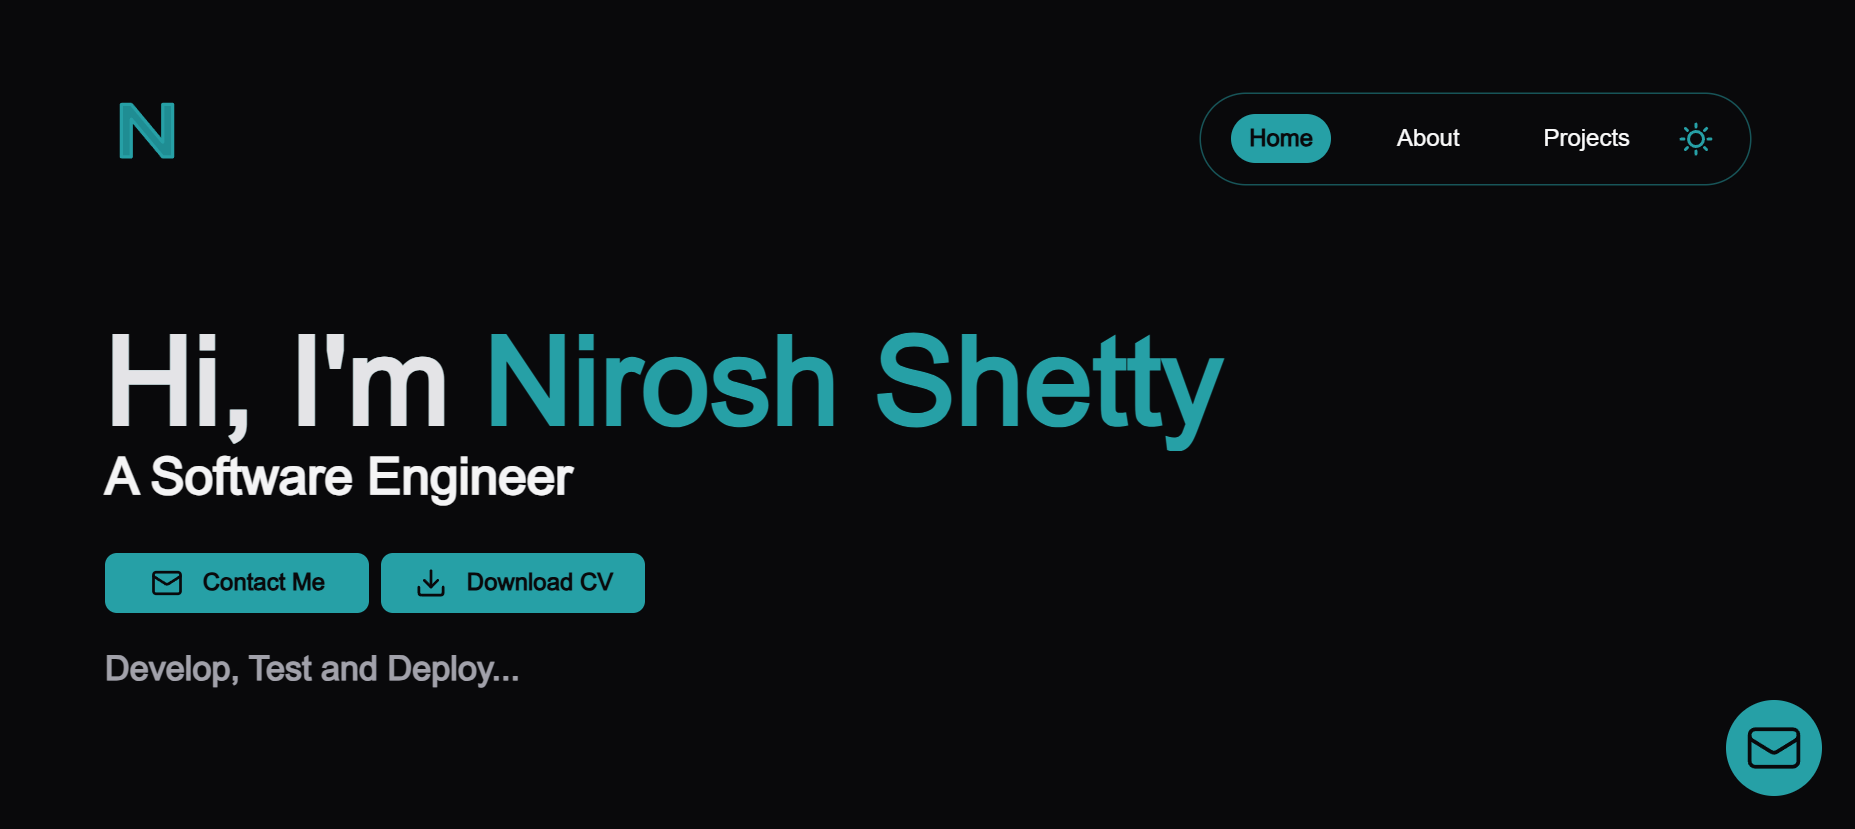 N
Home About Projects
Hi, I'm Nirosh Shetty
A Software Engineer
Contact Me Download CV
Develop, Test and Deploy...